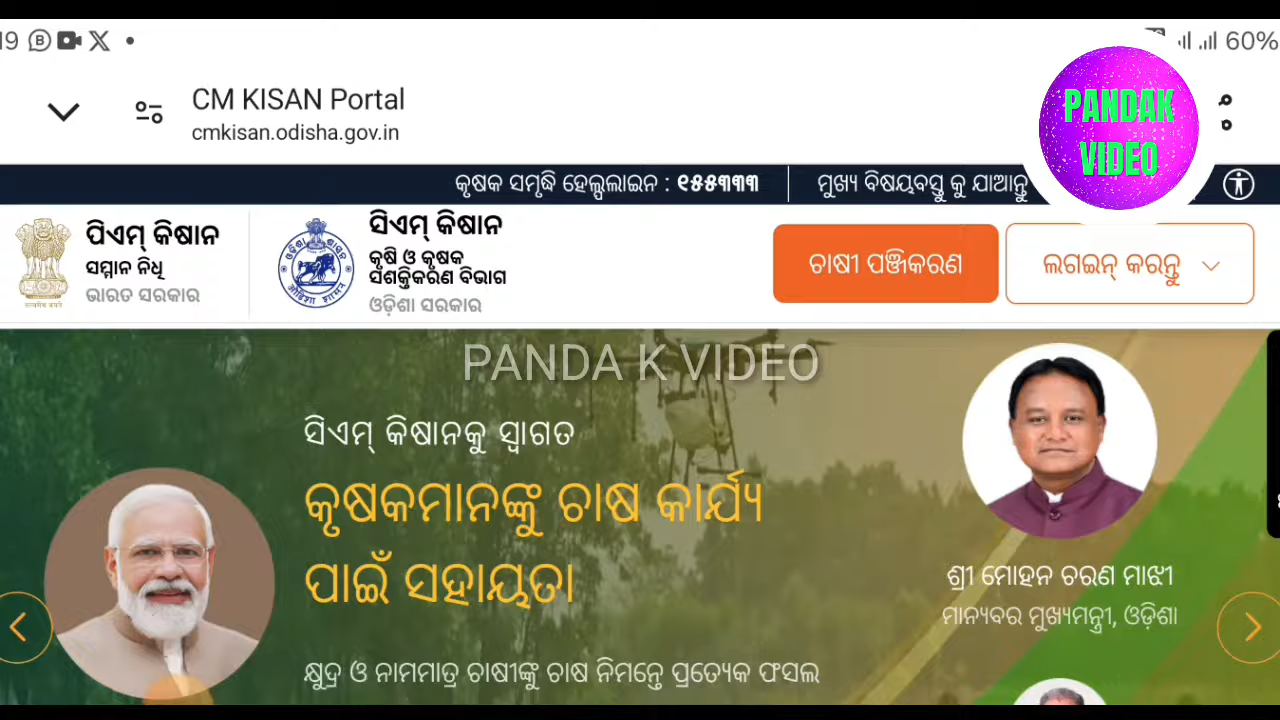 19
60%
CM KISAN Portal
cmkisan.odisha.gov.in
PANDAK
VIDEO
କୃଷକ ସମୃଦ୍ଧି ହେଲ୍ପଲାଇନ : ୧୫୫୩୩୩
ମୁଖ୍ୟ ବିଷୟବସ୍ତୁ କୁ ଯାଆନ୍ତୁ
ପିଏମ୍ କିଷାନ
ସମ୍ମାନ ନିଧି
ଭାରତ ସରକାର
ସିଏମ୍ କିଷାନ
କୃଷି ଓ କୃଷକ
ସଶକ୍ତିକରଣ ବିଭାଗ
ଓଡ଼ିଶା ସରକାର
ଚାଷୀ ପଞ୍ଜିକରଣ
ଲଗଇନ୍ କରନ୍ତୁ
PANDA K VIDEO
ସିଏମ୍ କିଷାନକୁ ସ୍ୱାଗତ
କୃଷକମାନଙ୍କୁ ଚାଷ କାର୍ଯ୍ୟ
ପାଇଁ ସହାୟତା
ଶ୍ରୀ ମୋହନ ଚରଣ ମାଝୀ
ମାନ୍ୟବର ମୁଖ୍ୟମନ୍ତ୍ରୀ, ଓଡ଼ିଶା
କ୍ଷୁଦ୍ର ଓ ନାମମାତ୍ର ଚାଷୀଙ୍କୁ ଚାଷ ନିମନ୍ତେ ପ୍ରତ୍ୟେକ ଫସଲ